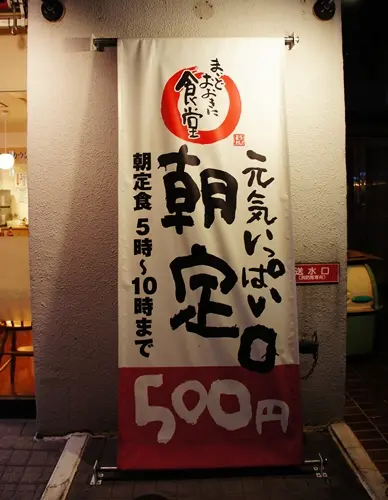 まいど
おおきに
食堂
元気いっぱい
朝定
朝定食 5時～10時まで
500円
送水口